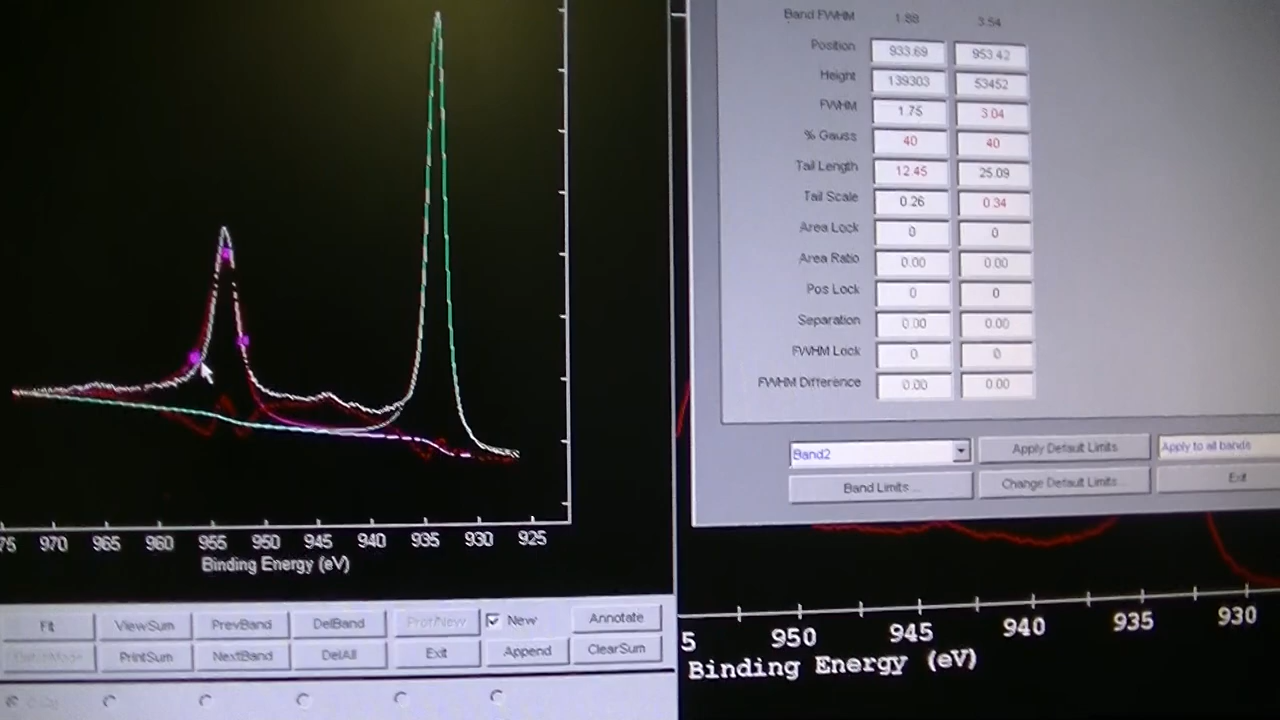 Band FWHM 1.88 3.54
Position 933.69 953.42
Height 139303 53452
FWHM 1.75 3.04
% Gauss 40 40
Tail Length 12.45 25.09
Tail Scale 0.26 0.34
Area Lock 0 0
Area Ratio 0.00 0.00
Pos Lock 0 0
Separation 0.00 0.00
FWHM Lock 0 0
FWHM Difference 0.00 0.00
Band2 Apply Default Limits Apply to all bands
Band Limits ... Change Default Limits... Exit
75 970 965 960 955 950 945 940 935 930 925
Binding Energy (eV)
Fit ViewSum PrevBand DelBand New Annotate
PrintSum NextBand DelAll Exit Append ClearSum
5 950 945 940 935 930
Binding Energy (eV)